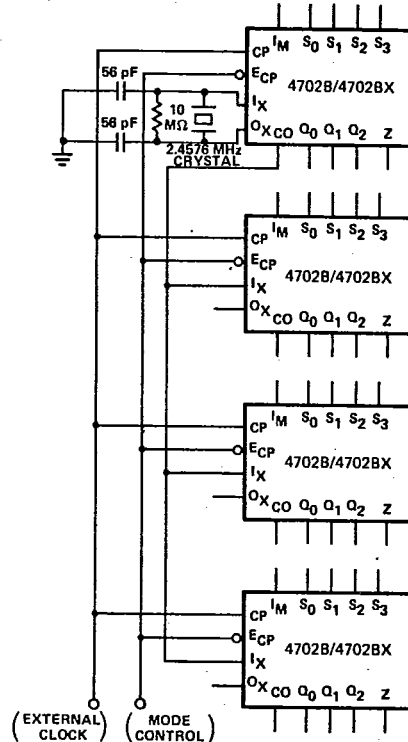 I_M S_0 S_1 S_2 S_3
CP
E_CP
4702B/4702BX
I_X
O_X
CO Q_0 Q_1 Q_2 Z
56 pF
10
MΩ
56 pF
2.4576 MHz
CRYSTAL
I_M S_0 S_1 S_2 S_3
CP
E_CP
4702B/4702BX
I_X
O_X
CO Q_0 Q_1 Q_2 Z
I_M S_0 S_1 S_2 S_3
CP
E_CP
4702B/4702BX
I_X
O_X
CO Q_0 Q_1 Q_2 Z
I_M S_0 S_1 S_2 S_3
CP
E_CP
4702B/4702BX
I_X
O_X
CO Q_0 Q_1 Q_2 Z
(EXTERNAL CLOCK)
(MODE CONTROL)